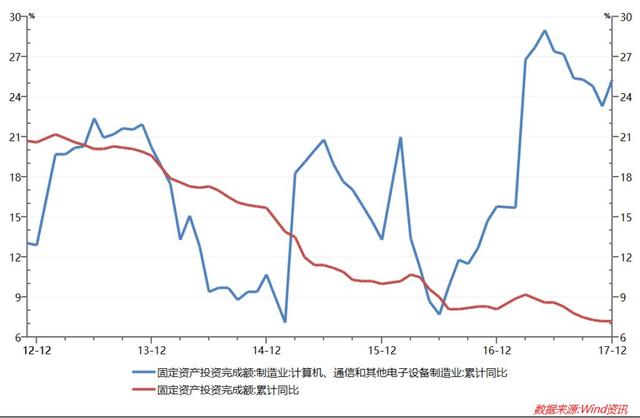 % %
30 30
27 27
24 24
21 21
18 18
15 15
12 12
9 9
6 6
12-12 13-12 14-12 15-12 16-12 17-12
固定资产投资完成额:制造业:计算机、通信和其他电子设备制造业:累计同比
固定资产投资完成额:累计同比
数据来源:Wind资讯